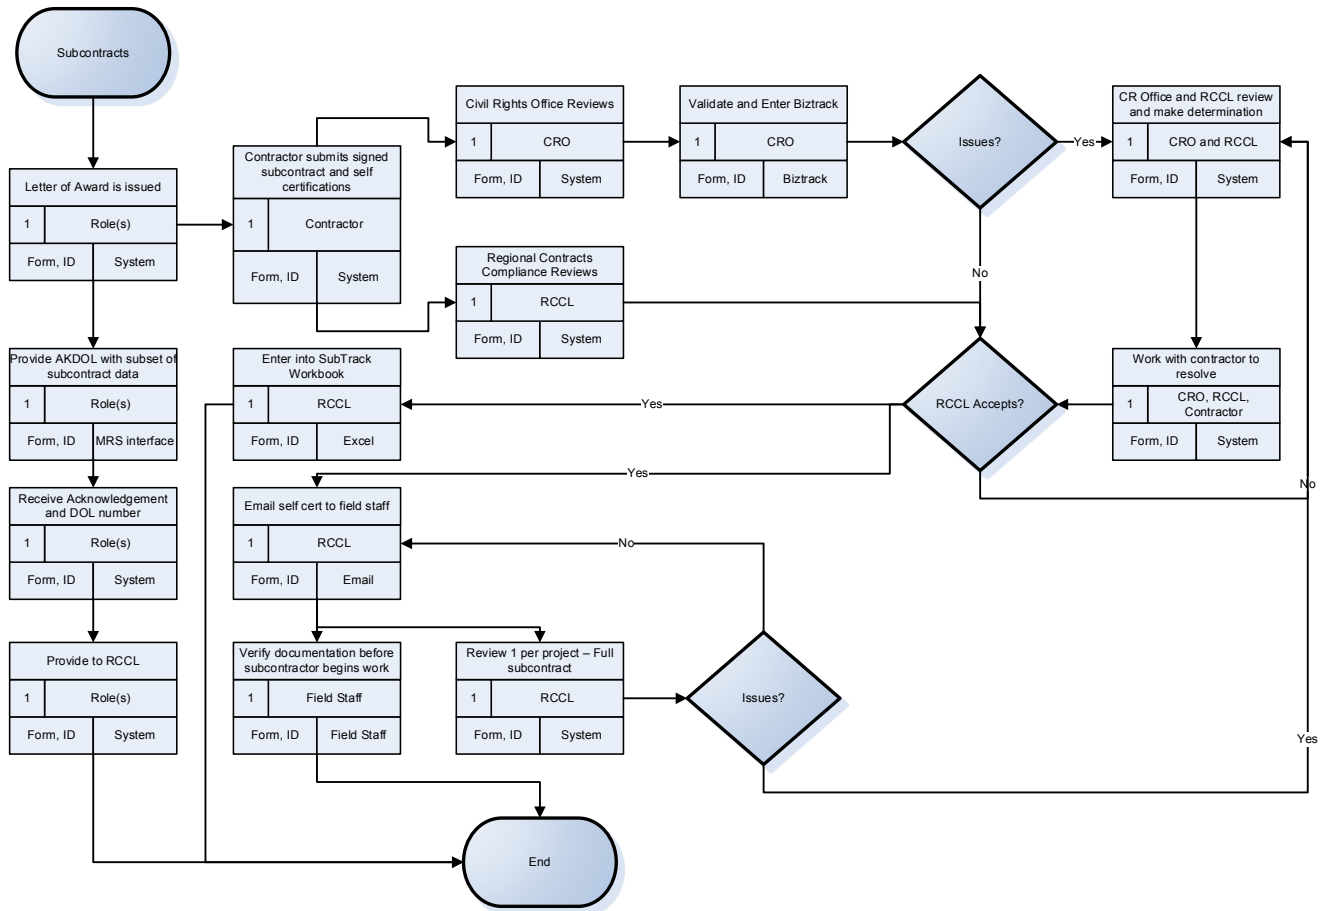 Subcontracts
Letter of Award is issued
1
Role(s)
Form, ID
System
Contractor submits signed
subcontract and self
certifications
1
Contractor
Form, ID
System
Civil Rights Office Reviews
1
CRO
Form, ID
System
Validate and Enter Biztrack
1
CRO
Form, ID
Biztrack
Issues?
Yes
No
CR Office and RCCL review
and make determination
1
CRO and RCCL
Form, ID
System
Regional Contracts
Compliance Reviews
1
RCCL
Form, ID
System
Provide AKDOL with subset of
subcontract data
1
Role(s)
Form, ID
MRS interface
Enter into SubTrack
Workbook
1
RCCL
Form, ID
Excel
Yes
RCCL Accepts?
Work with contractor to
resolve
1
CRO, RCCL,
Contractor
Form, ID
System
Yes
No
Receive Acknowledgement
and DOL number
1
Role(s)
Form, ID
System
Email self cert to field staff
1
RCCL
Form, ID
Email
No
Provide to RCCL
1
Role(s)
Form, ID
System
Verify documentation before
subcontractor begins work
1
Field Staff
Form, ID
Field Staff
Review 1 per project – Full
subcontract
1
RCCL
Form, ID
System
Issues?
Yes
End